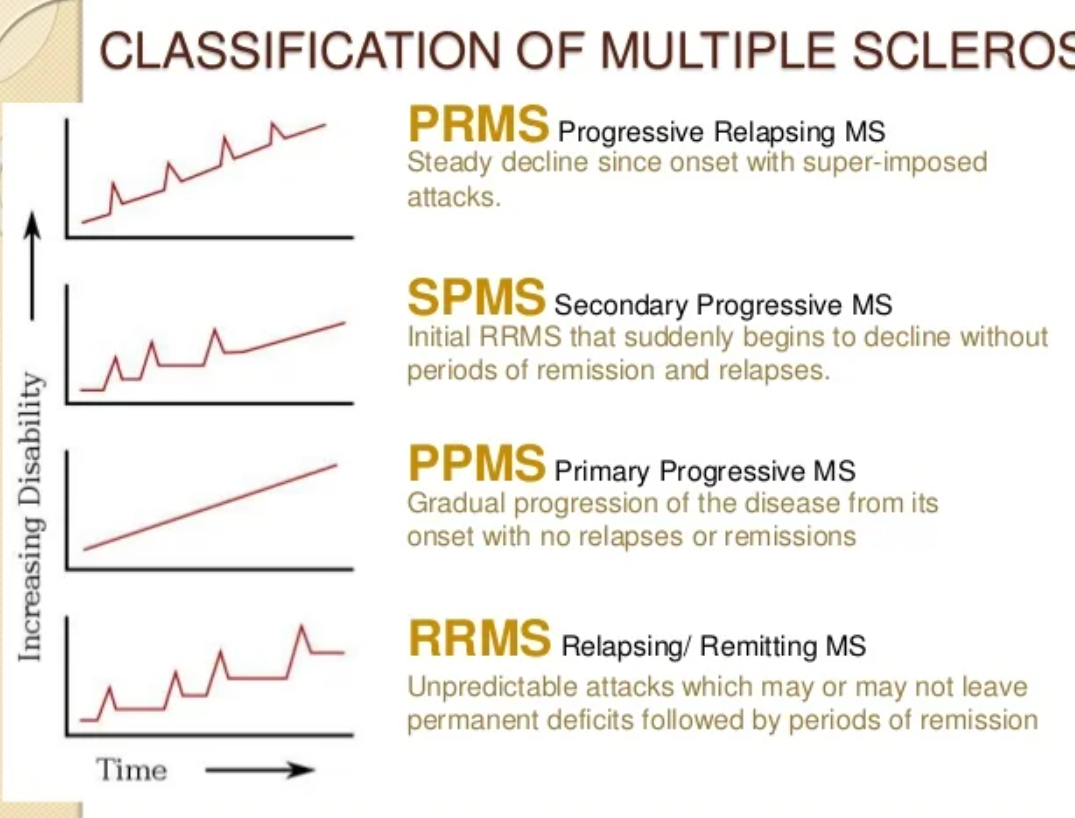 CLASSIFICATION OF MULTIPLE SCLEROS
PRMS Progressive Relapsing MS
Steady decline since onset with super-imposed
attacks.
SPMS Secondary Progressive MS
Initial RRMS that suddenly begins to decline without
periods of remission and relapses.
PPMS Primary Progressive MS
Gradual progression of the disease from its
onset with no relapses or remissions
RRMS Relapsing/ Remitting MS
Unpredictable attacks which may or may not leave
permanent deficits followed by periods of remission
Increasing Disability
Time